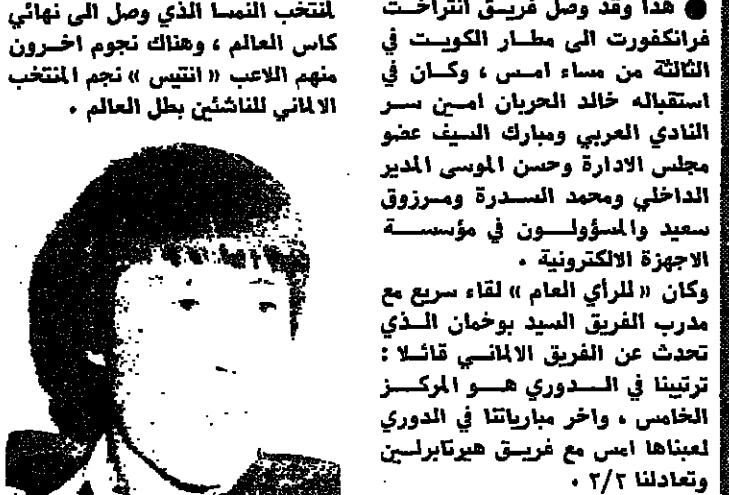 ● هذا وقد وصل فريق انتراخت
فرانكفورت الى مطار الكويت في
الثالثة من مساء امس ، وكان في
استقباله خالد الحربان امين سر
النادي العربي ومبارك السيف عضو
مجلس الادارة وحسن الموسى المدير
الداخلي ومحمد السدرة ومرزوق
سعيد والمسؤولون في مؤسسة
الاجهزة الالكترونية .
وكان « للرأي العام » لقاء سريع مع
مدرب الفريق السيد بوخمان الذي
تحدث عن الفريق الالماني قائلا :
ترتيبنا في الدوري هو المركز
الخامس ، واخر مبارياتنا في الدوري
لعبناها امس مع فريق هيرتابرلين
وتعادلنا ٢/٢ .
لمنتخب النمسا الذي وصل الى نهائي
كاس العالم ، وهناك نجوم اخرون
منهم اللاعب « انتيس » نجم المنتخب
الالماني للناشئين بطل العالم .